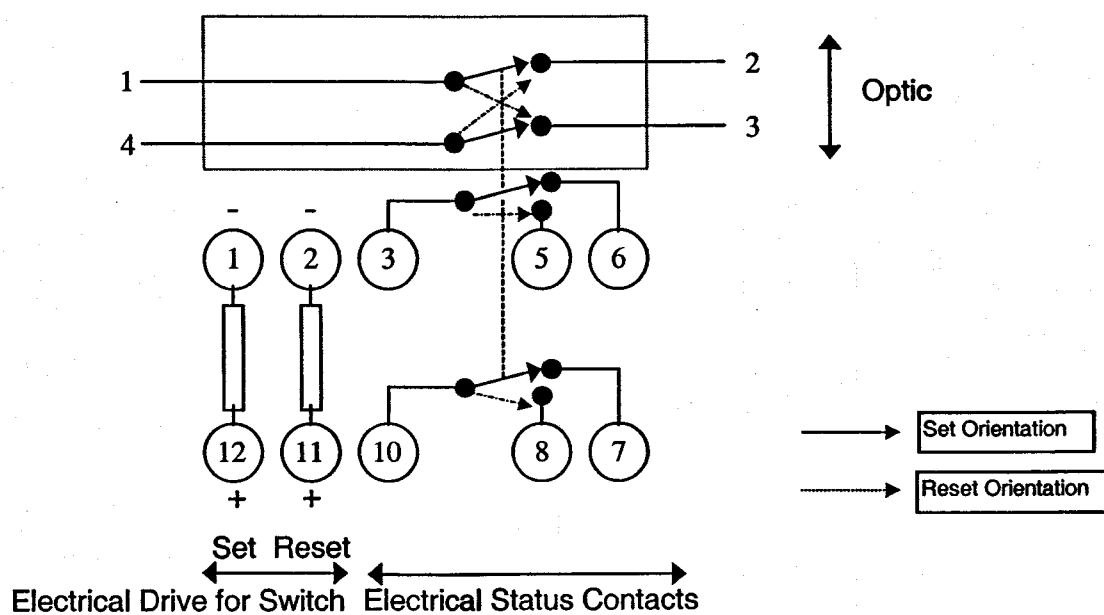 1
2
4
3
Optic
- -
1 2 3 5 6
12 11 10 8 7
+ +
Set Orientation
Reset Orientation
Set Reset
Electrical Drive for Switch Electrical Status Contacts